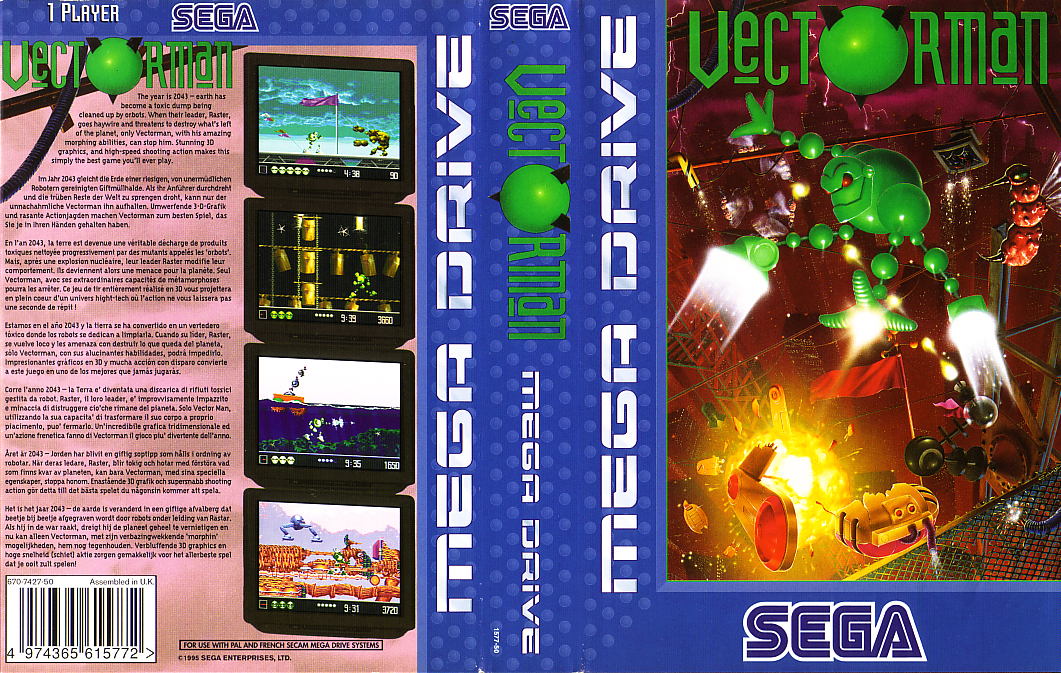 1 PLAYER
SEGA
VECTORMAN
The year is 2043 – earth has
become a toxic dump being
cleaned up by orbots. When their leader, Raster,
goes haywire and threatens to destroy what's left
of the planet, only Vectorman, with his amazing
morphing abilities, can stop him. Stunning 3D
graphics, and high-speed shooting action makes this
simply the best game you'll ever play.
Im Jahr 2043 gleicht die Erde einer riesigen, von unermüdlichen
Robotern gereinigten Giftmüllhalde. Als ihr Anführer durchdreht
und die trüben Reste der Welt zu sprengen droht, kann nur der
unnachahmliche Vectorman ihn aufhalten. Umwerfende 3-D-Grafik
und rasante Actionjagden machen Vectorman zum besten Spiel, das
Sie je in Ihren Händen gehalten haben.
En l'an 2043, la terre est devenue une véritable décharge de produits
toxiques nettoyée progressivement par des mutants appelés les 'orbots'.
Mais, après une explosion nucléaire, leur leader Raster modifie leur
comportement. Ils deviennent alors une menace pour la planète. Seul
Vectorman, avec ses extraordinaires capacités de métamorphoses
pourra les arrêter. Ce jeu de tir entièrement réalisé en 3D vous projettera
en plein coeur d'un univers hight-tech où l'action ne vous laissera pas
une seconde de répit !
Estamos en el año 2043 y la tierra se ha convertido en un vertedero
tóxico donde los robots se dedican a limpiarla. Cuando su líder, Raster,
se vuelve loco y les amenaza con destruir lo que queda del planeta,
sólo Vectorman, con sus alucinantes habilidades, podrá impedirlo.
Impresionantes gráficos en 3D y mucha acción con disparo convierte
a este juego en uno de los mejores que jamás jugarás.
Corre l'anno 2043 – la Terra e' diventata una discarica di rifiuti tossici
gestita da robot. Raster, il loro leader, e' improvvisamente impazzito
e minaccia di distruggere cio'che rimane del pianeta. Solo Vector Man,
utilizando la sua capacita' di trasformare il suo corpo a proprio
piacimento, puo' fermarlo. Un'incredibile grafica tridimensionale ed
un'azione frenetica fanno di Vectorman il gioco piu' divertente dell'anno.
Året är 2043 – Jorden har blivit en giftig soptipp som hålls i ordning av
robotar. När deras ledare, Raster, blir tokig och hotar med förstöra vad
som finns kvar av planeten, kan bara Vectorman, med sina speciella
egenskaper, stoppa honom. Enastående 3D grafik och supersnabb shooting
action gör detta till det bästa spelet du någonsin kommer att spela.
Het is het jaar 2043 – de aarde is veranderd in een giftige afvalberg dat
beetje bij beetje afgegraven wordt door robots onder leiding van Rastar.
Als hij in de war raakt, dreigt hij de planeet geheel te vernietigen en
nu kan alleen Vectorman, met zijn verbazingwekkende 'morphin'
mogelijkheden, hem nog tegenhouden. Verbluffende 3D graphics en
hoge snelheid (schiet) aktie zorgen gemakkelijk voor het allerbeste spel
dat je ooit zult spelen!
670-7427-50 Assembled in U.K.
4 974365 615772 >
4:38 90
9:39 3660
9:35 1650
9:31 3720
FOR USE WITH PAL AND FRENCH SECAM MEGA DRIVE SYSTEMS
©1995 SEGA ENTERPRISES, LTD.
MEGA DRIVE
SEGA
VECTORMAN
MEGA DRIVE
1577-50
MEGA DRIVE
VECTORMAN
SEGA